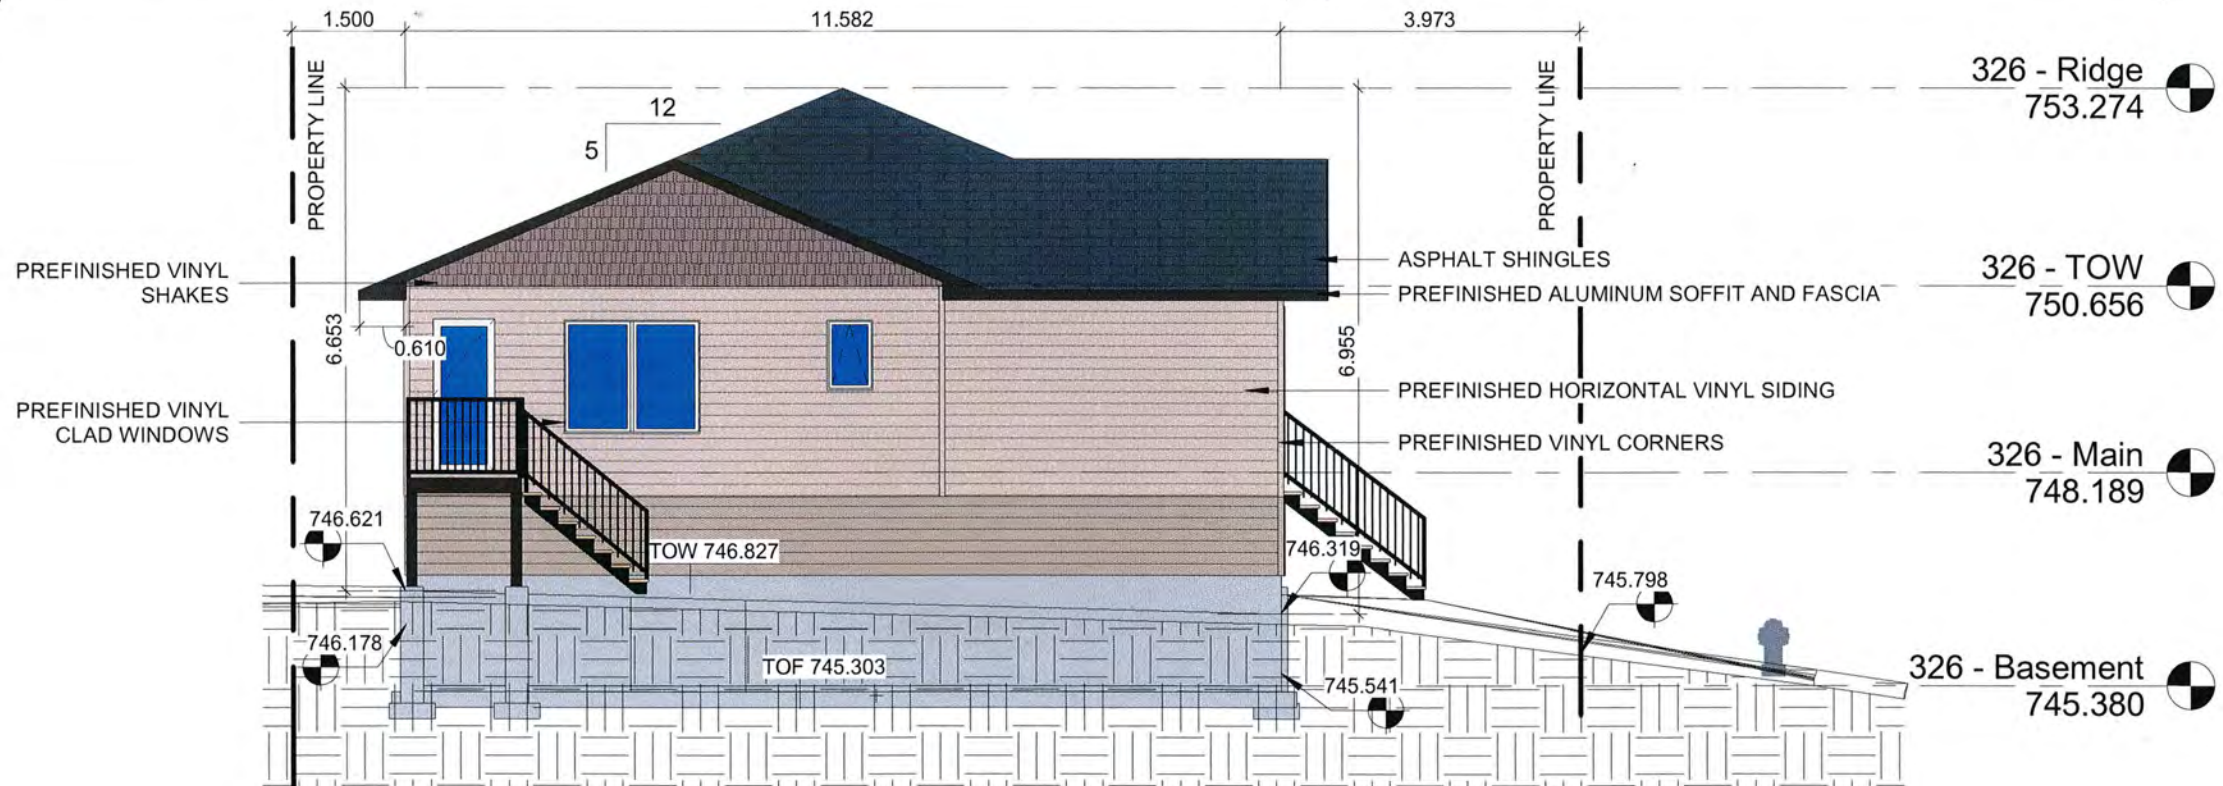 1.500
11.582
3.973
PROPERTY LINE
PROPERTY LINE
326 - Ridge
753.274
12
5
PREFINISHED VINYL
SHAKES
ASPHALT SHINGLES
326 - TOW
750.656
PREFINISHED ALUMINUM SOFFIT AND FASCIA
6.653
0.610
6.955
PREFINISHED HORIZONTAL VINYL SIDING
PREFINISHED VINYL
CLAD WINDOWS
PREFINISHED VINYL CORNERS
326 - Main
748.189
746.621
TOW 746.827
746.319
745.798
746.178
TOF 745.303
745.541
326 - Basement
745.380